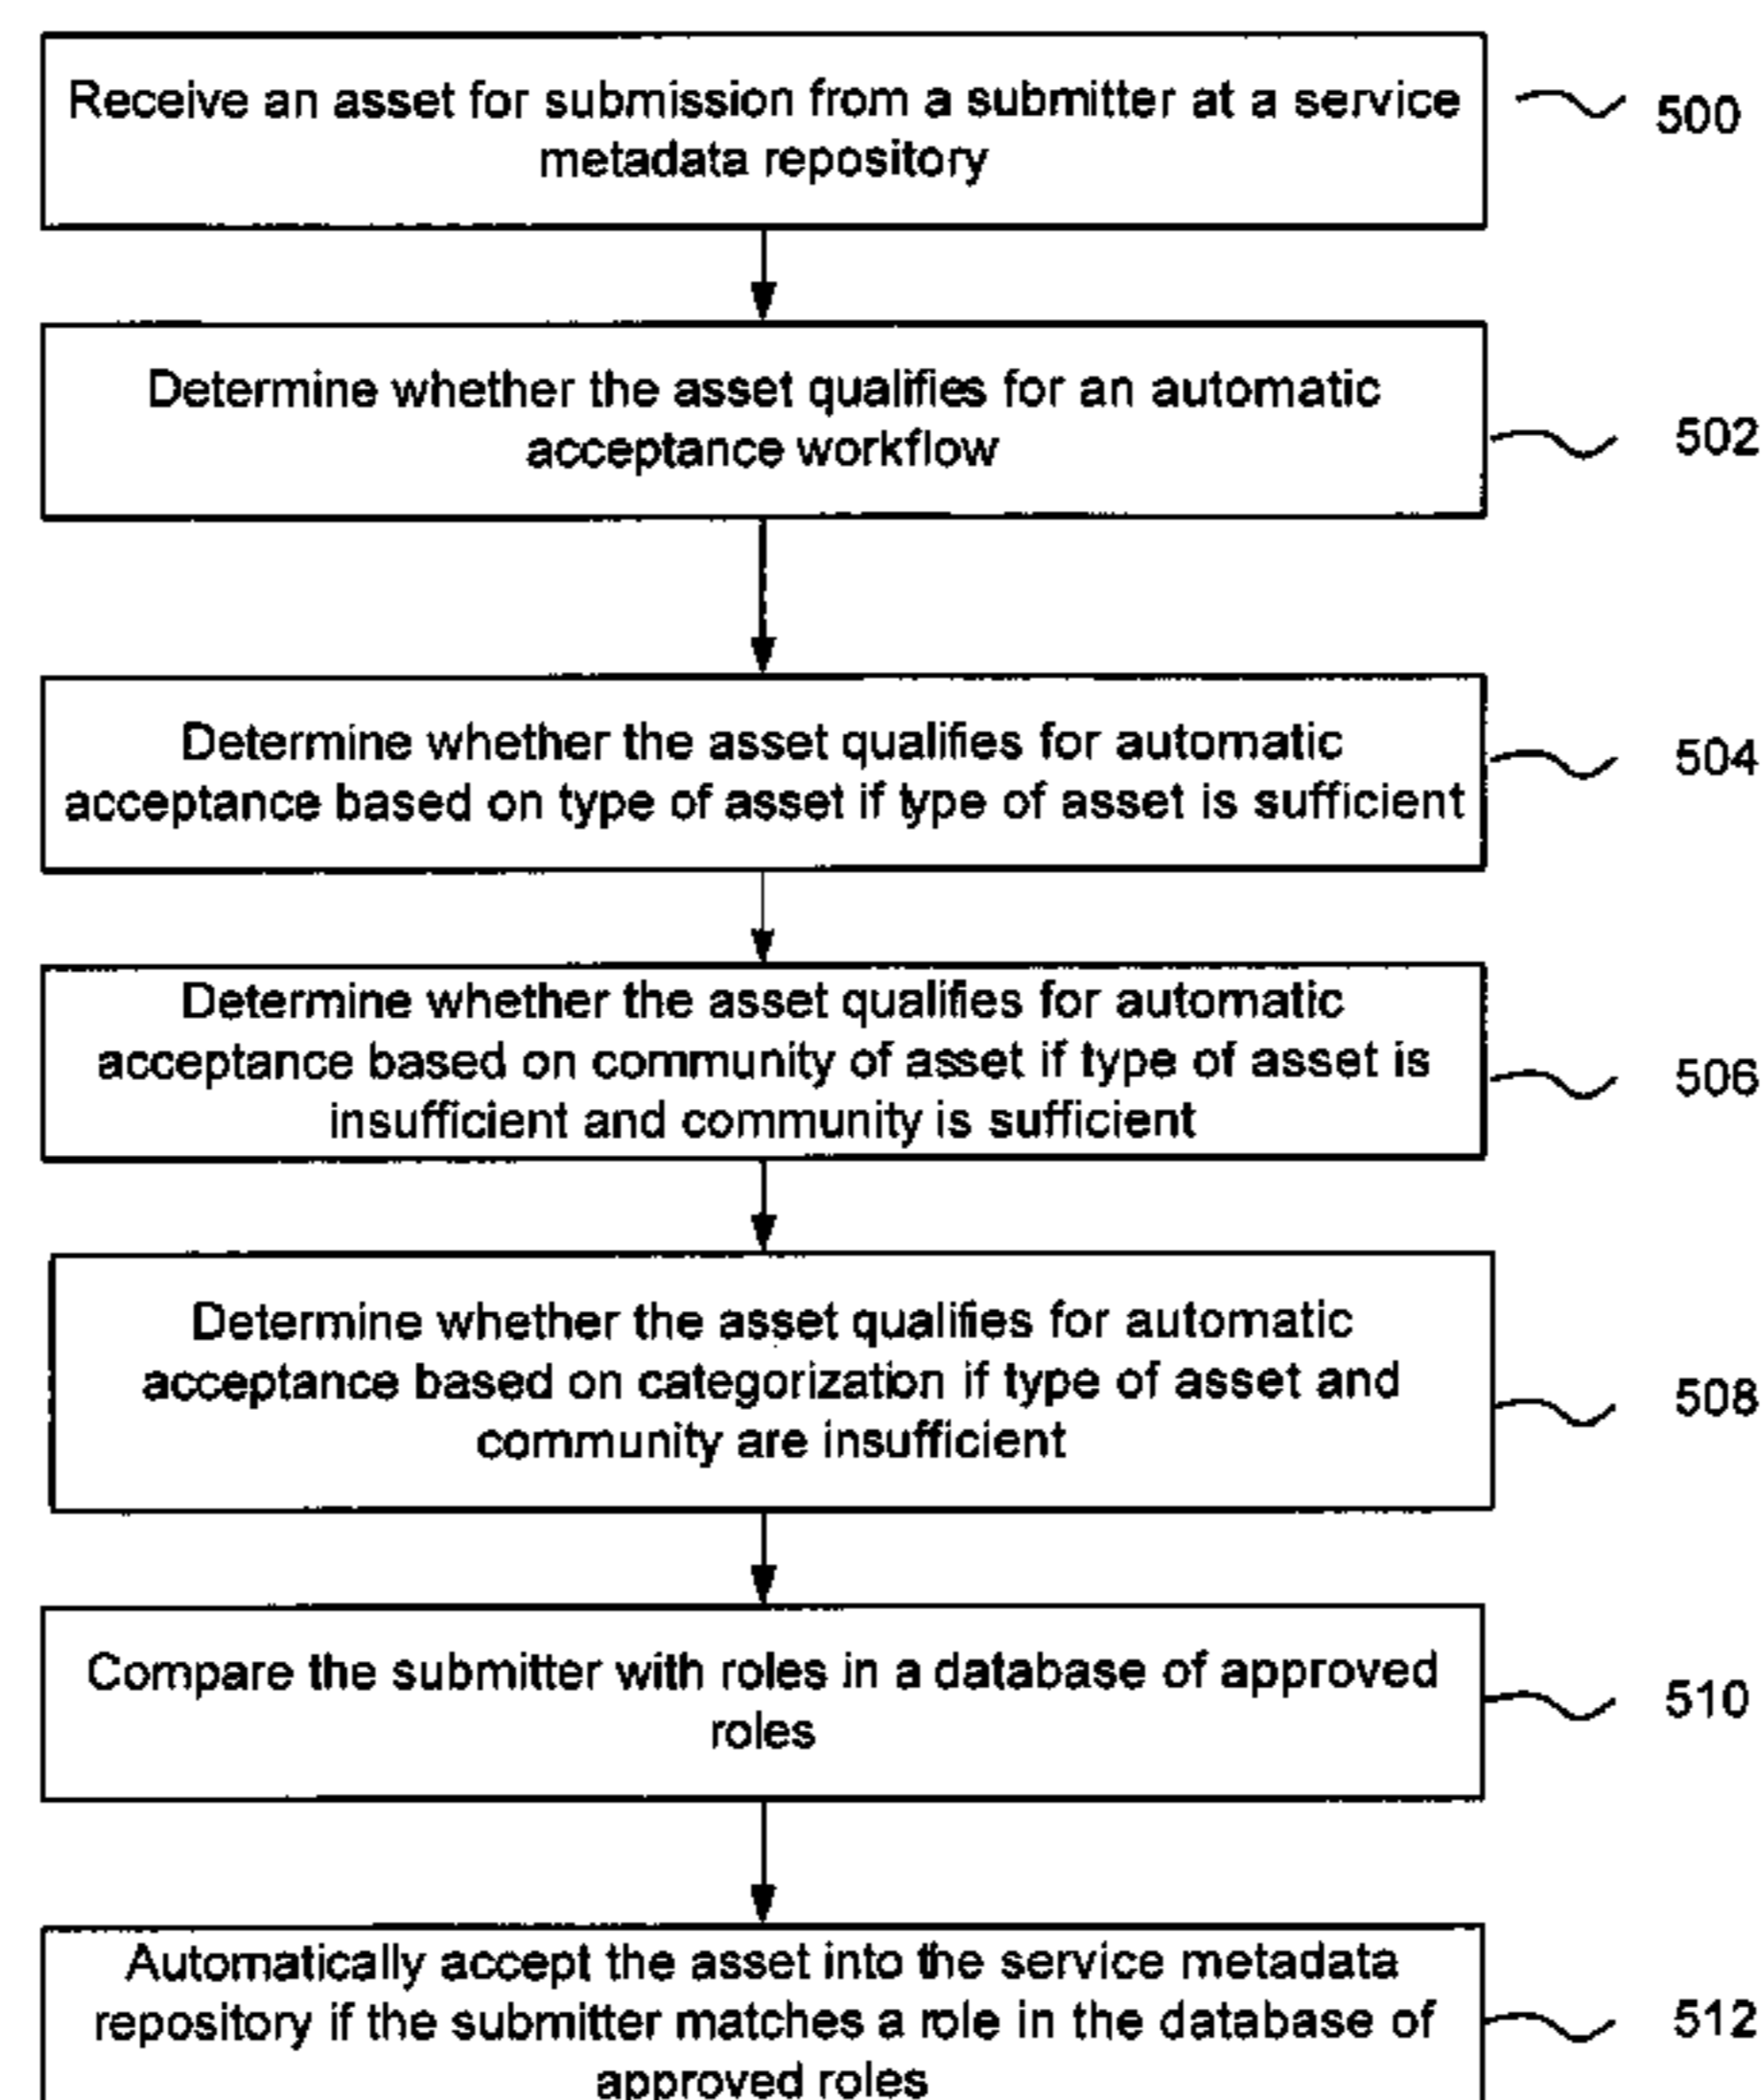 Receive an asset for submission from a submitter at a service
metadata repository
500
Determine whether the asset qualifies for an automatic
acceptance workflow
502
Determine whether the asset qualifies for automatic
acceptance based on type of asset if type of asset is sufficient
504
Determine whether the asset qualifies for automatic
acceptance based on community of asset if type of asset is
insufficient and community is sufficient
506
Determine whether the asset qualifies for automatic
acceptance based on categorization if type of asset and
community are insufficient
508
Compare the submitter with roles in a database of approved
roles
510
Automatically accept the asset into the service metadata
repository if the submitter matches a role in the database of
approved roles
512